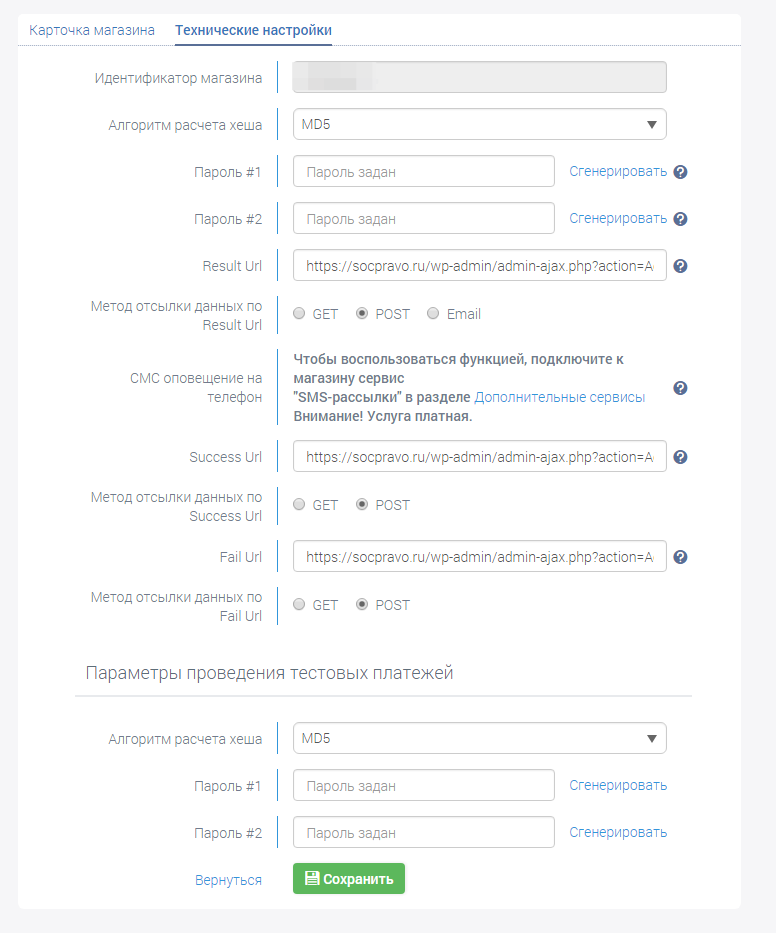 Карточка магазина Технические настройки
Идентификатор магазина
Алгоритм расчета хеша MD5
Пароль #1 Пароль задан Сгенерировать ?
Пароль #2 Пароль задан Сгенерировать ?
Result Url https://socpravo.ru/wp-admin/admin-ajax.php?action=A ?
Метод отсылки данных по
Result Url
GET POST Email
СМС оповещение на
телефон
Чтобы воспользоваться функцией, подключите к
магазину сервис
"SMS-рассылки" в разделе Дополнительные сервисы
Внимание! Услуга платная.
?
Success Url https://socpravo.ru/wp-admin/admin-ajax.php?action=A ?
Метод отсылки данных по
Success Url
GET POST
Fail Url https://socpravo.ru/wp-admin/admin-ajax.php?action=A ?
Метод отсылки данных по
Fail Url
GET POST
Параметры проведения тестовых платежей
Алгоритм расчета хеша MD5
Пароль #1 Пароль задан Сгенерировать
Пароль #2 Пароль задан Сгенерировать
Вернуться Сохранить